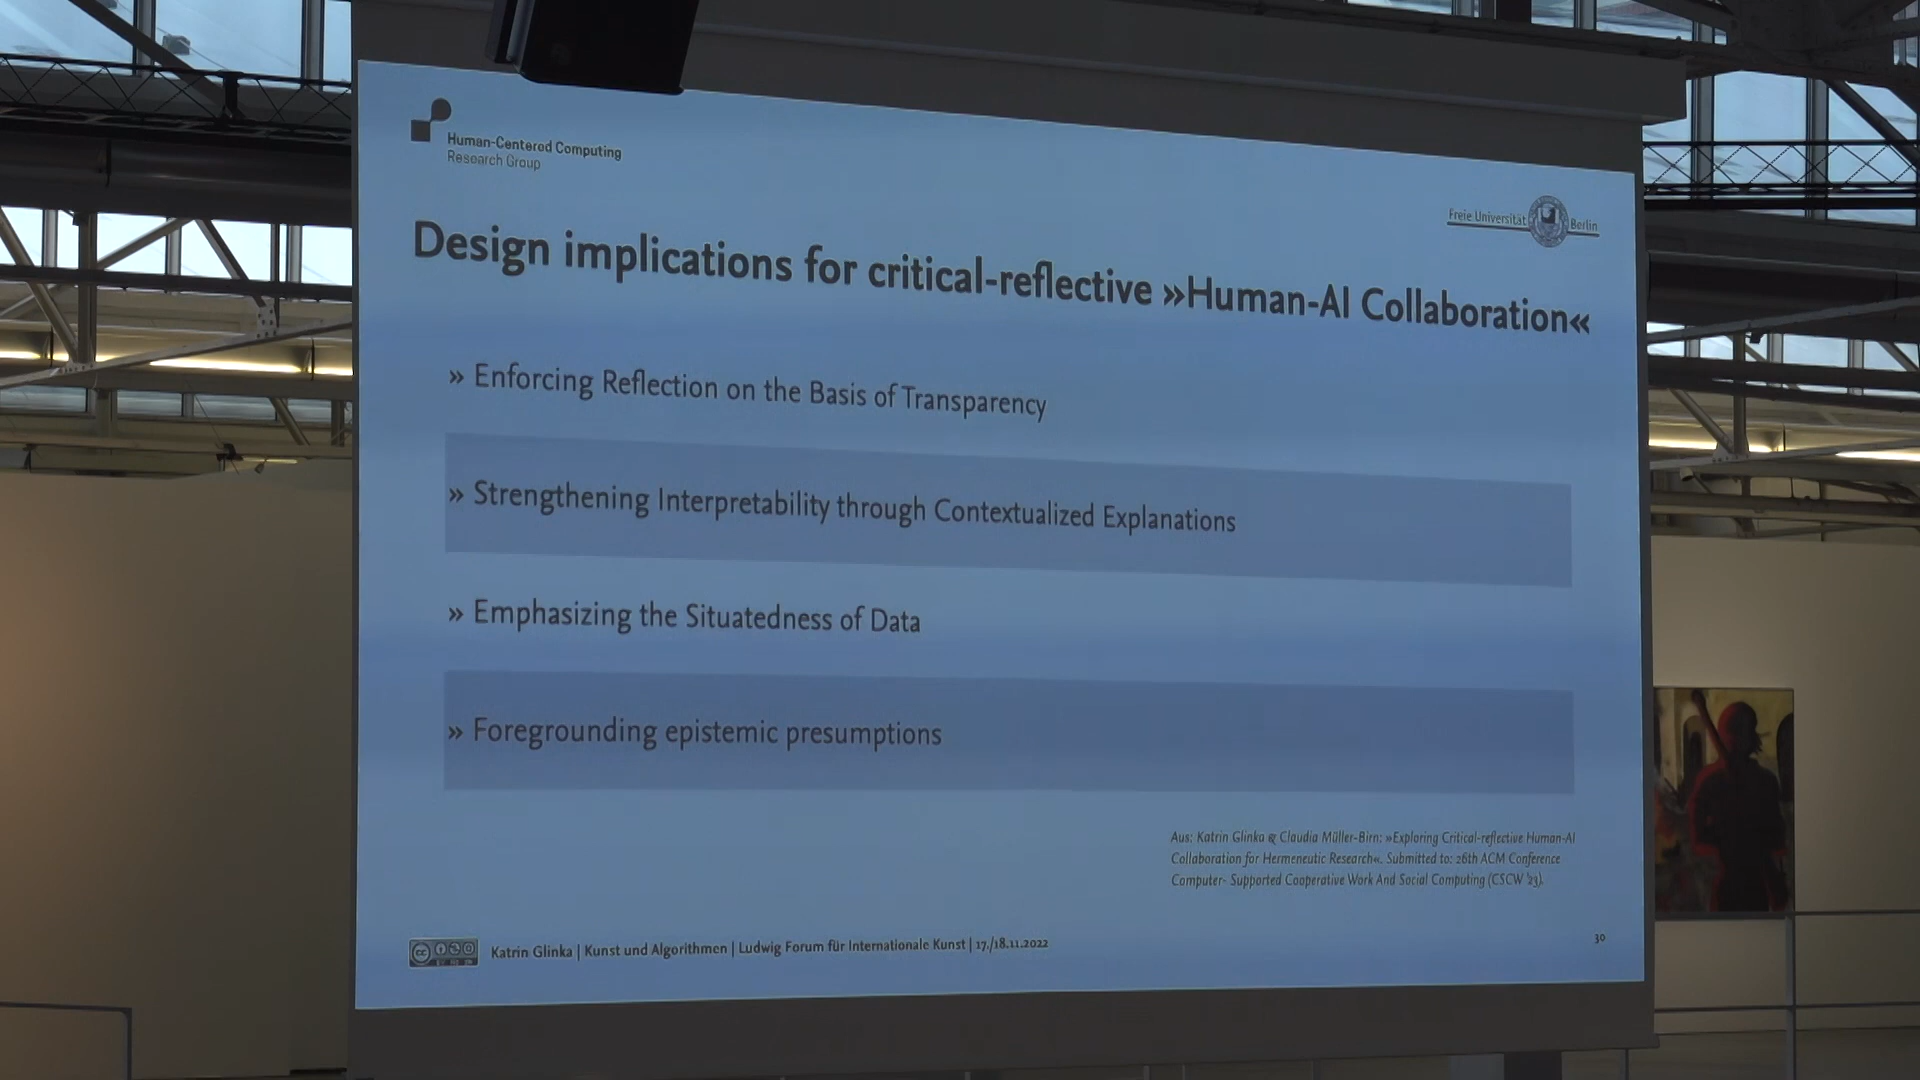 Human-Centered Computing
Research Group
Freie Universität Berlin
Design implications for critical-reflective »Human-AI Collaboration«
» Enforcing Reflection on the Basis of Transparency
» Strengthening Interpretability through Contextualized Explanations
» Emphasizing the Situatedness of Data
» Foregrounding epistemic presumptions
Aus: Katrin Glinka & Claudia Müller-Birn: »Exploring Critical-reflective Human-AI
Collaboration for Hermeneutic Research«. Submitted to: 26th ACM Conference
Computer- Supported Cooperative Work And Social Computing (CSCW '23).
Katrin Glinka | Kunst und Algorithmen | Ludwig Forum für Internationale Kunst | 17./18.11.2022
30